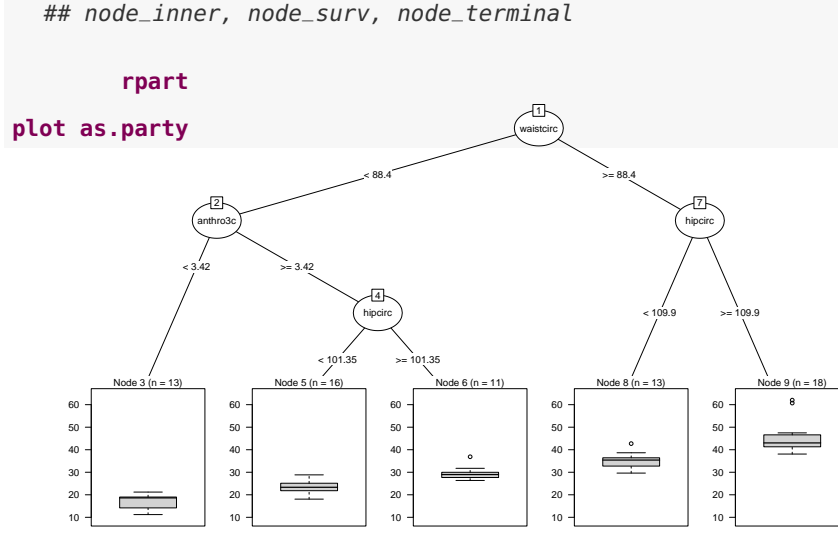 ## node_inner, node_surv, node_terminal
rpart
plot as.party
1
waistcirc
< 88.4 >= 88.4
2 7
anthro3c hipcirc
< 3.42 >= 3.42
4
hipcirc
< 109.9 >= 109.9
< 101.35 >= 101.35
Node 3 (n = 13) Node 5 (n = 16) Node 6 (n = 11) Node 8 (n = 13) Node 9 (n = 18)
60 60 60 60 60
50 50 50 50 50
40 40 40 40 40
30 30 30 30 30
20 20 20 20 20
10 10 10 10 10